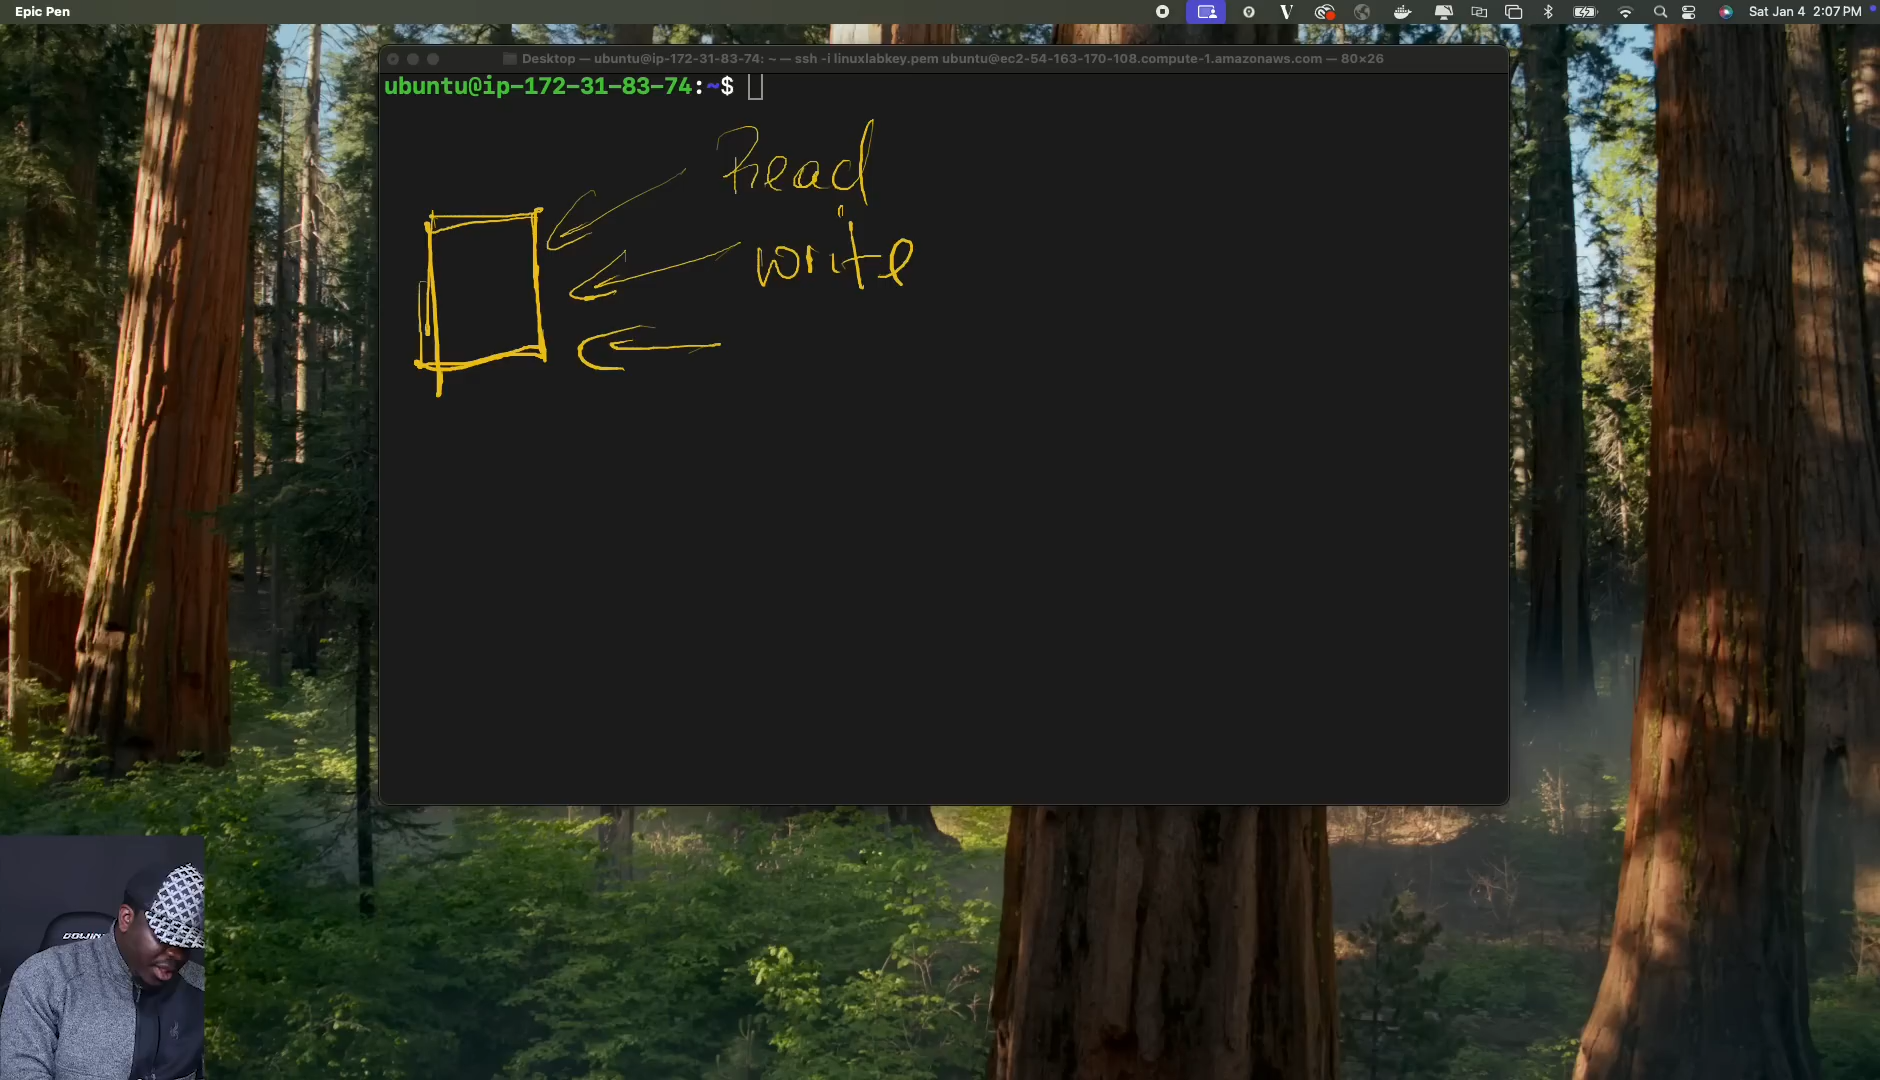 Epic Pen
Sat Jan 4 2:07 PM
Desktop — ubuntu@ip-172-31-83-74: ~ — ssh -i linuxlabkey.pem ubuntu@ec2-54-163-170-108.compute-1.amazonaws.com — 80×26
ubuntu@ip-172-31-83-74:~$
Read
write